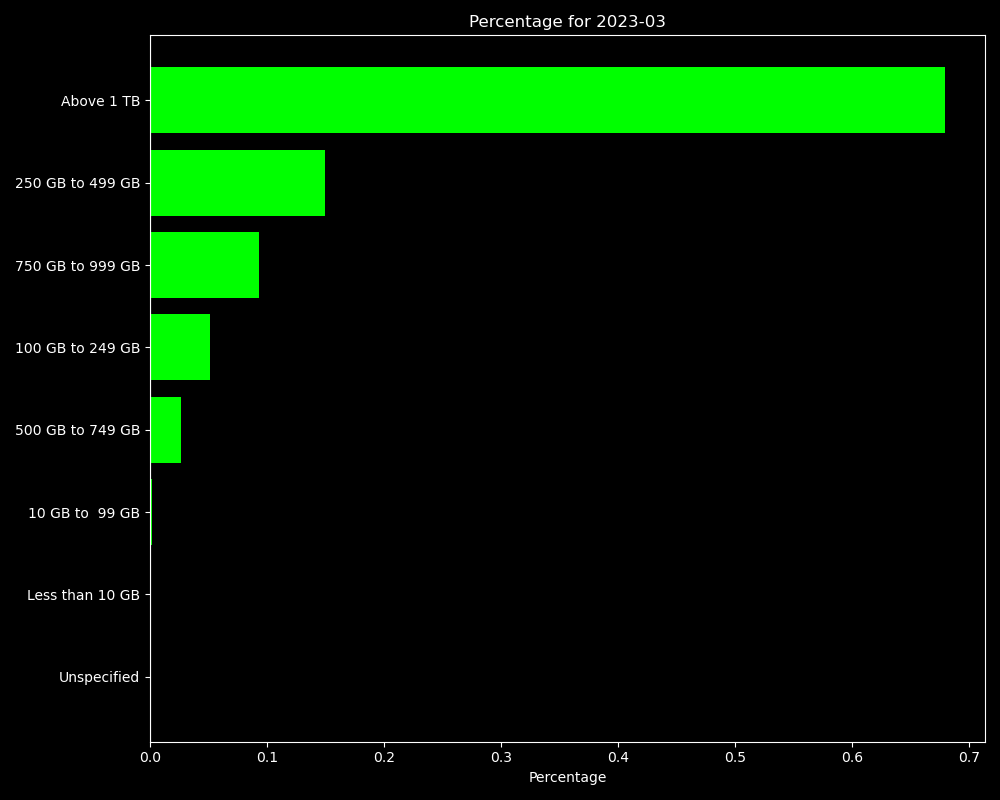 Percentage for 2023-03
Above 1 TB
250 GB to 499 GB
750 GB to 999 GB
100 GB to 249 GB
500 GB to 749 GB
10 GB to  99 GB
Less than 10 GB
Unspecified
0.0 0.1 0.2 0.3 0.4 0.5 0.6 0.7
Percentage